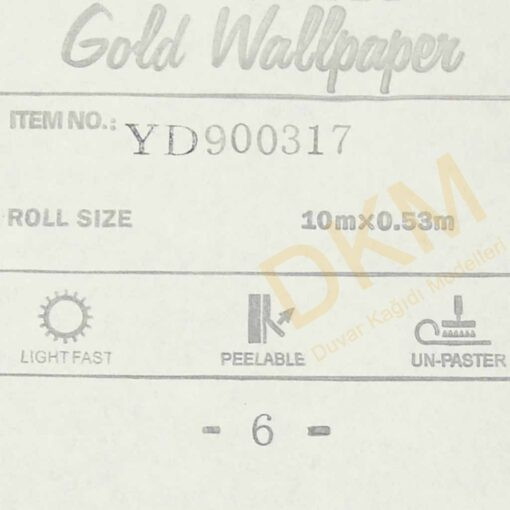 Gold Wallpaper
ITEM NO.: YD900317
ROLL SIZE 10m×0.53m
DKM
Duvar Kağıdı Modelleri
LIGHT FAST PEELABLE UN-PASTER
- 6 -